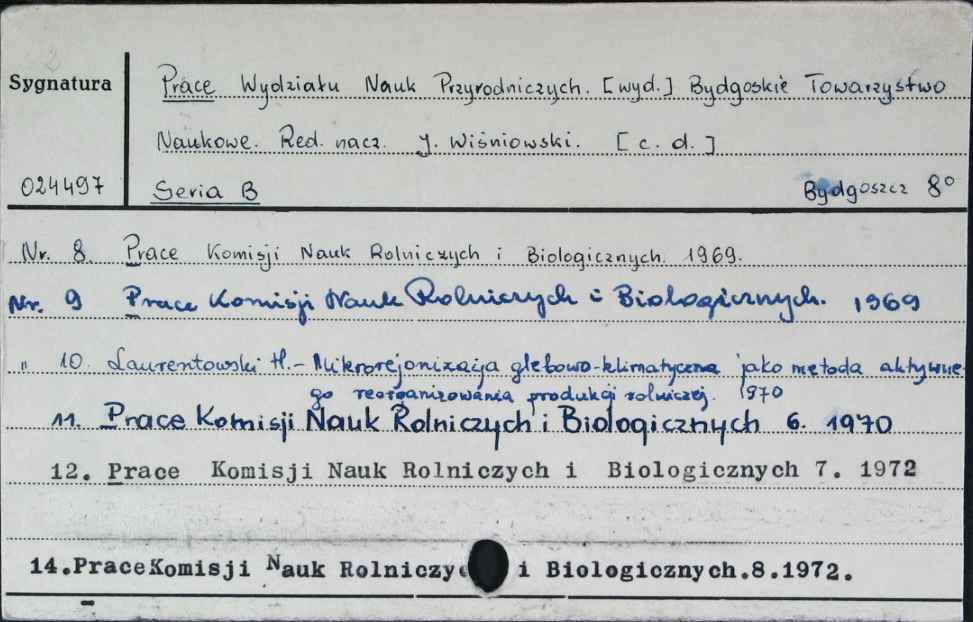 Sygnatura
Prace Wydziału Nauk Przyrodniczych. [wyd.] Bydgoskie Towarzystwo
Naukowe. Red. nacz. J. Wiśniowski. [c. d.]
024497
Seria B
Bydgoszcz 8°
Nr. 8. Prace Komisji Nauk Rolniczych i Biologicznych. 1969.
Nr. 9 Prace Komisji Nauk Rolniczych i Biologicznych. 1969
" 10. Laurentowski H. - Mikrorejonizacja glebowo-klimatyczna jako metoda aktywne-
go reorganizowania produkcji rolniczej. 1970
11. Prace Komisji Nauk Rolniczych i Biologicznych 6. 1970
12. Prace Komisji Nauk Rolniczych i Biologicznych 7. 1972
14.PraceKomisji Nauk Rolniczy i Biologicznych.8.1972.